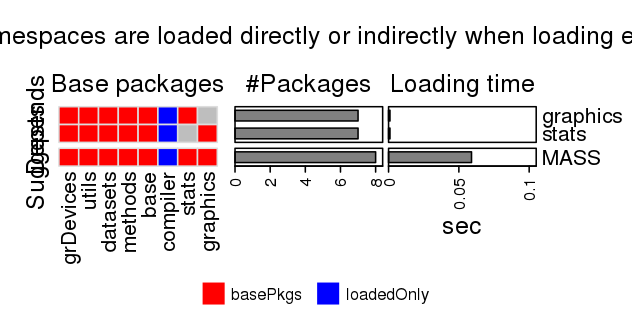 mespaces are loaded directly or indirectly when loading e
Base packages #Packages Loading time
Depends
Suggests
graphics
stats
MASS
grDevices utils datasets methods base compiler stats graphics
0 2 4 6 8
0 0.05 0.1
sec
basePkgs loadedOnly